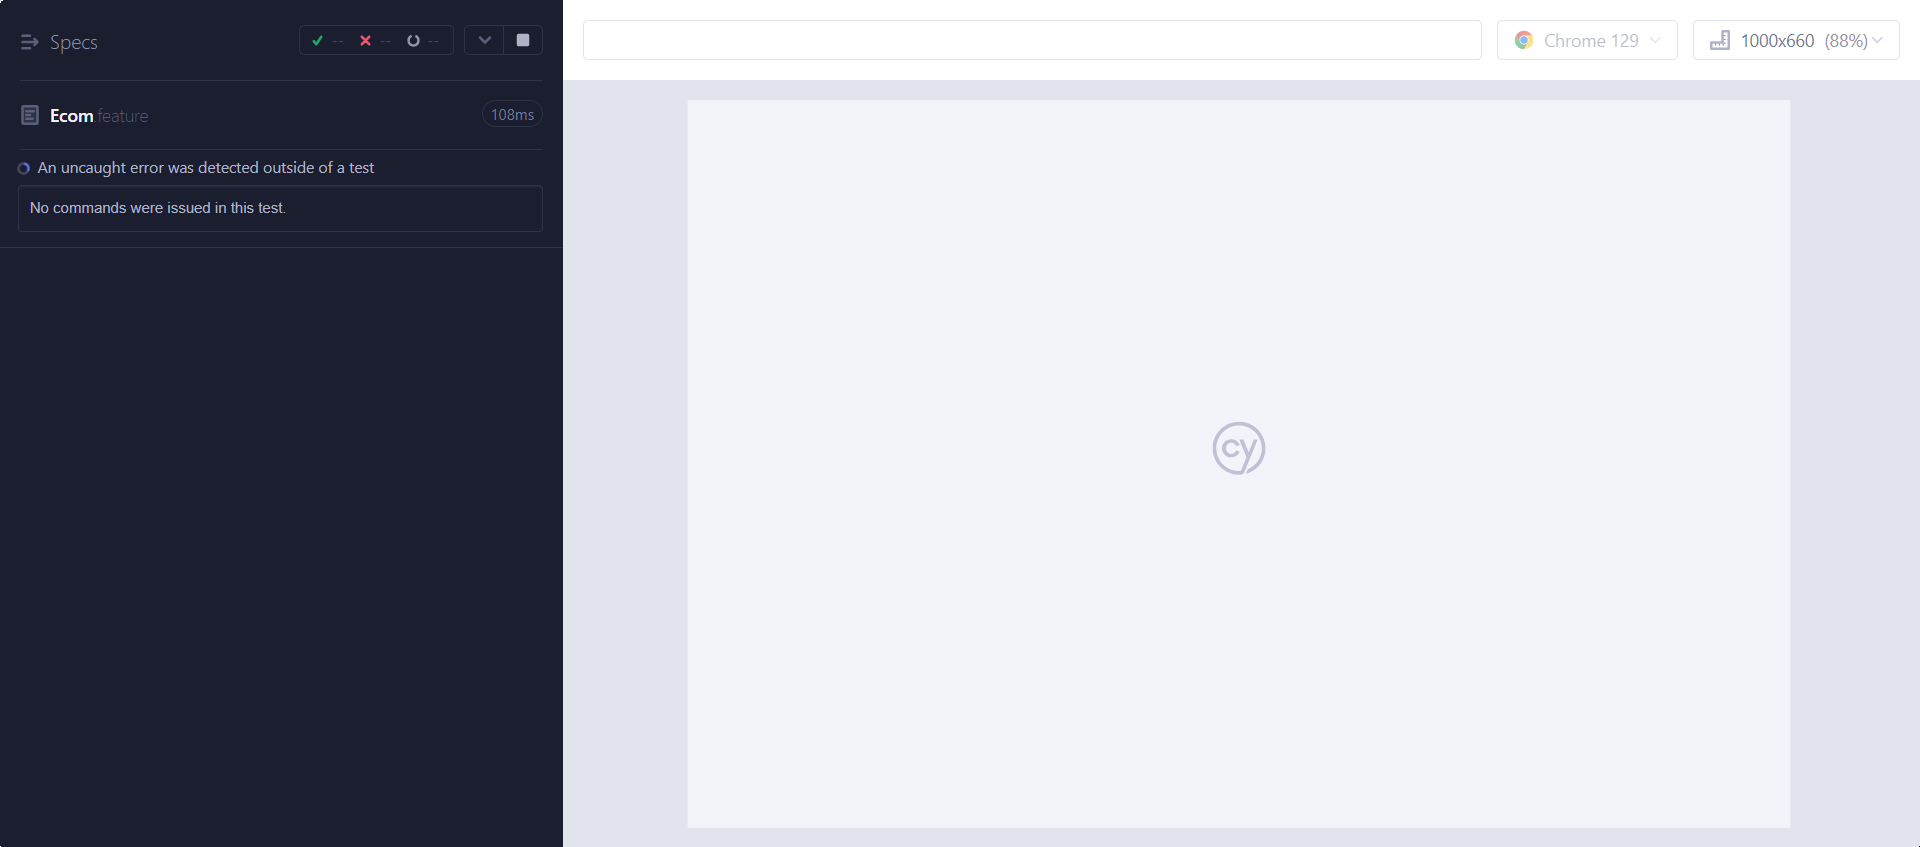 Specs
-- -- --
Ecom feature
108ms
An uncaught error was detected outside of a test
No commands were issued in this test.
Chrome 129
1000x660 (88%)
cy